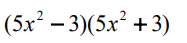 (5x² − 3)(5x² + 3)